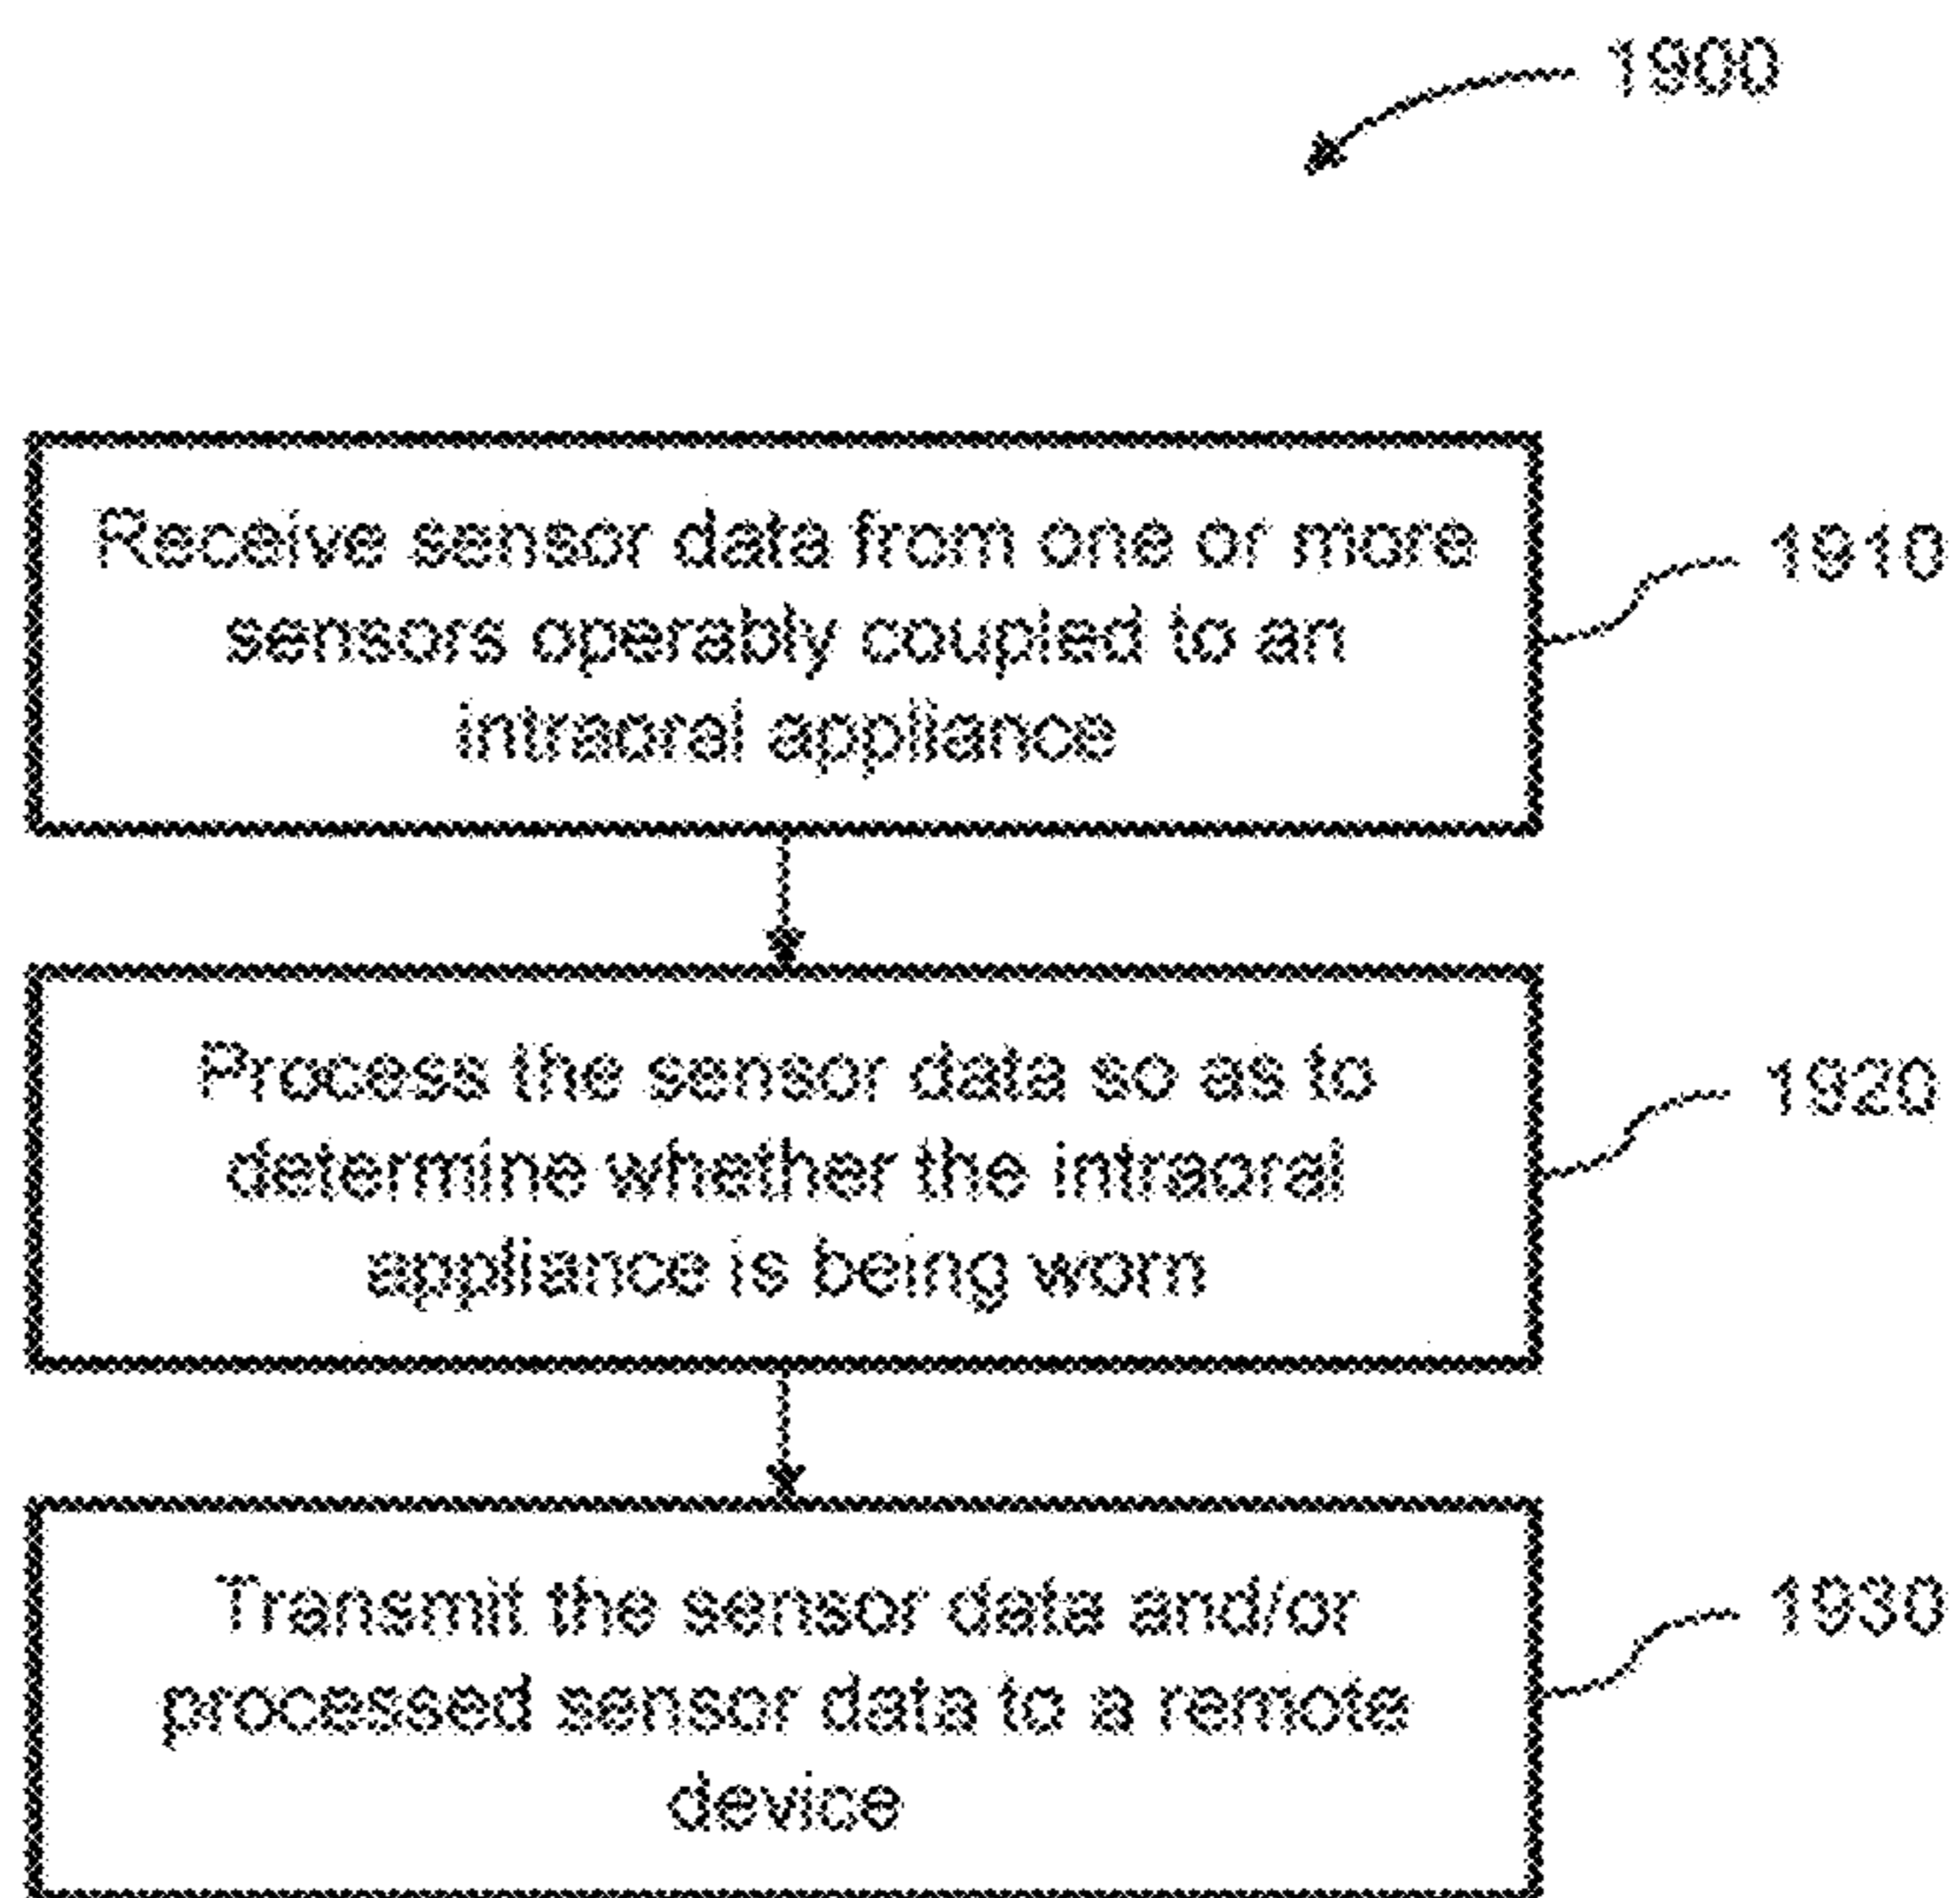 1900
Receive sensor data from one or more
sensors operably coupled to an
intraoral appliance
1910
Process the sensor data so as to
determine whether the intraoral
appliance is being worn
1920
Transmit the sensor data and/or
processed sensor data to a remote
device
1930